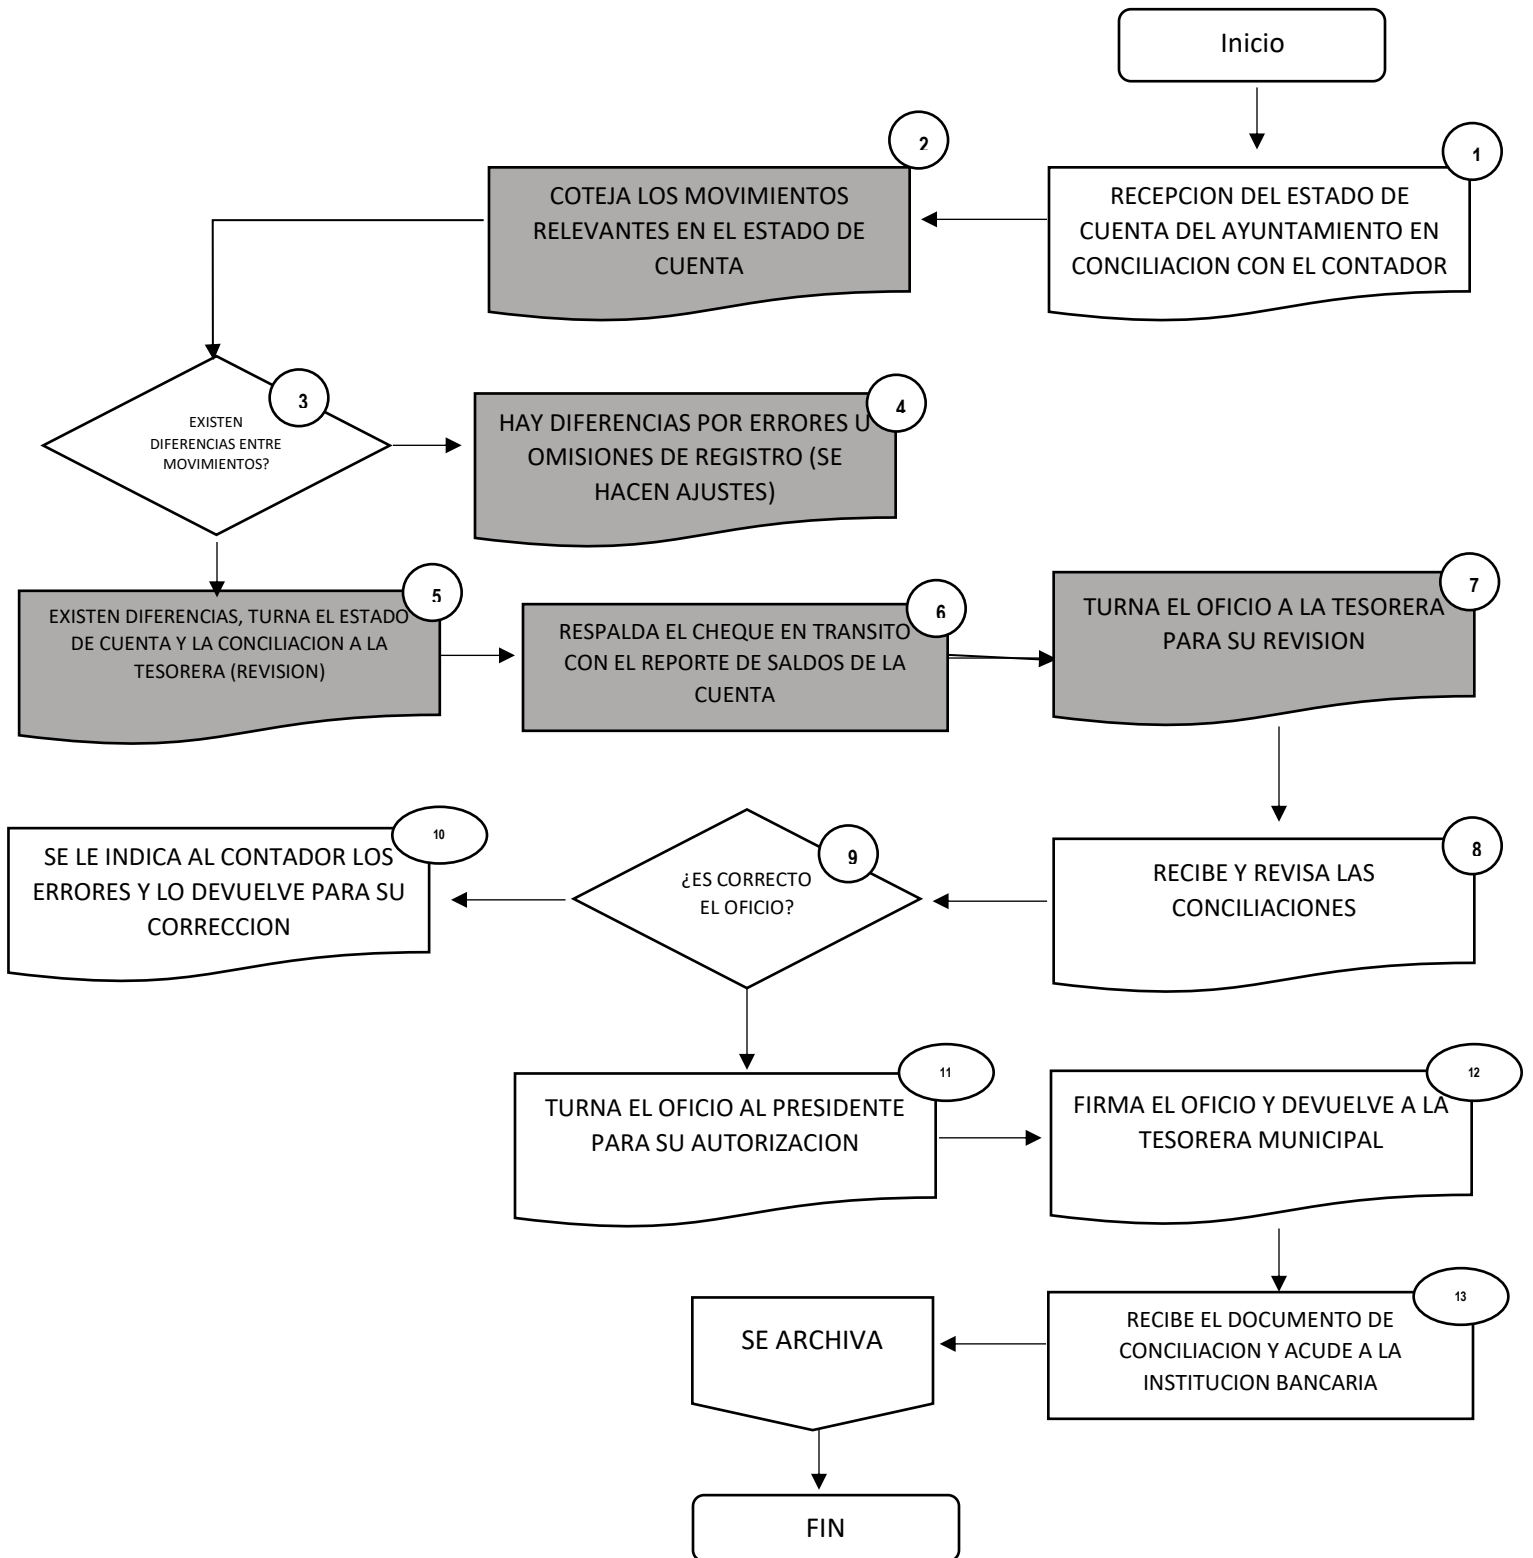 Inicio
1
RECEPCION DEL ESTADO DE
CUENTA DEL AYUNTAMIENTO EN
CONCILIACION CON EL CONTADOR
2
COTEJA LOS MOVIMIENTOS
RELEVANTES EN EL ESTADO DE
CUENTA
3
EXISTEN
DIFERENCIAS ENTRE
MOVIMIENTOS?
4
HAY DIFERENCIAS POR ERRORES U
OMISIONES DE REGISTRO (SE
HACEN AJUSTES)
5
EXISTEN DIFERENCIAS, TURNA EL ESTADO
DE CUENTA Y LA CONCILIACION A LA
TESORERA (REVISION)
6
RESPALDA EL CHEQUE EN TRANSITO
CON EL REPORTE DE SALDOS DE LA
CUENTA
7
TURNA EL OFICIO A LA TESORERA
PARA SU REVISION
8
RECIBE Y REVISA LAS
CONCILIACIONES
9
¿ES CORRECTO
EL OFICIO?
10
SE LE INDICA AL CONTADOR LOS
ERRORES Y LO DEVUELVE PARA SU
CORRECCION
11
TURNA EL OFICIO AL PRESIDENTE
PARA SU AUTORIZACION
12
FIRMA EL OFICIO Y DEVUELVE A LA
TESORERA MUNICIPAL
13
RECIBE EL DOCUMENTO DE
CONCILIACION Y ACUDE A LA
INSTITUCION BANCARIA
SE ARCHIVA
FIN